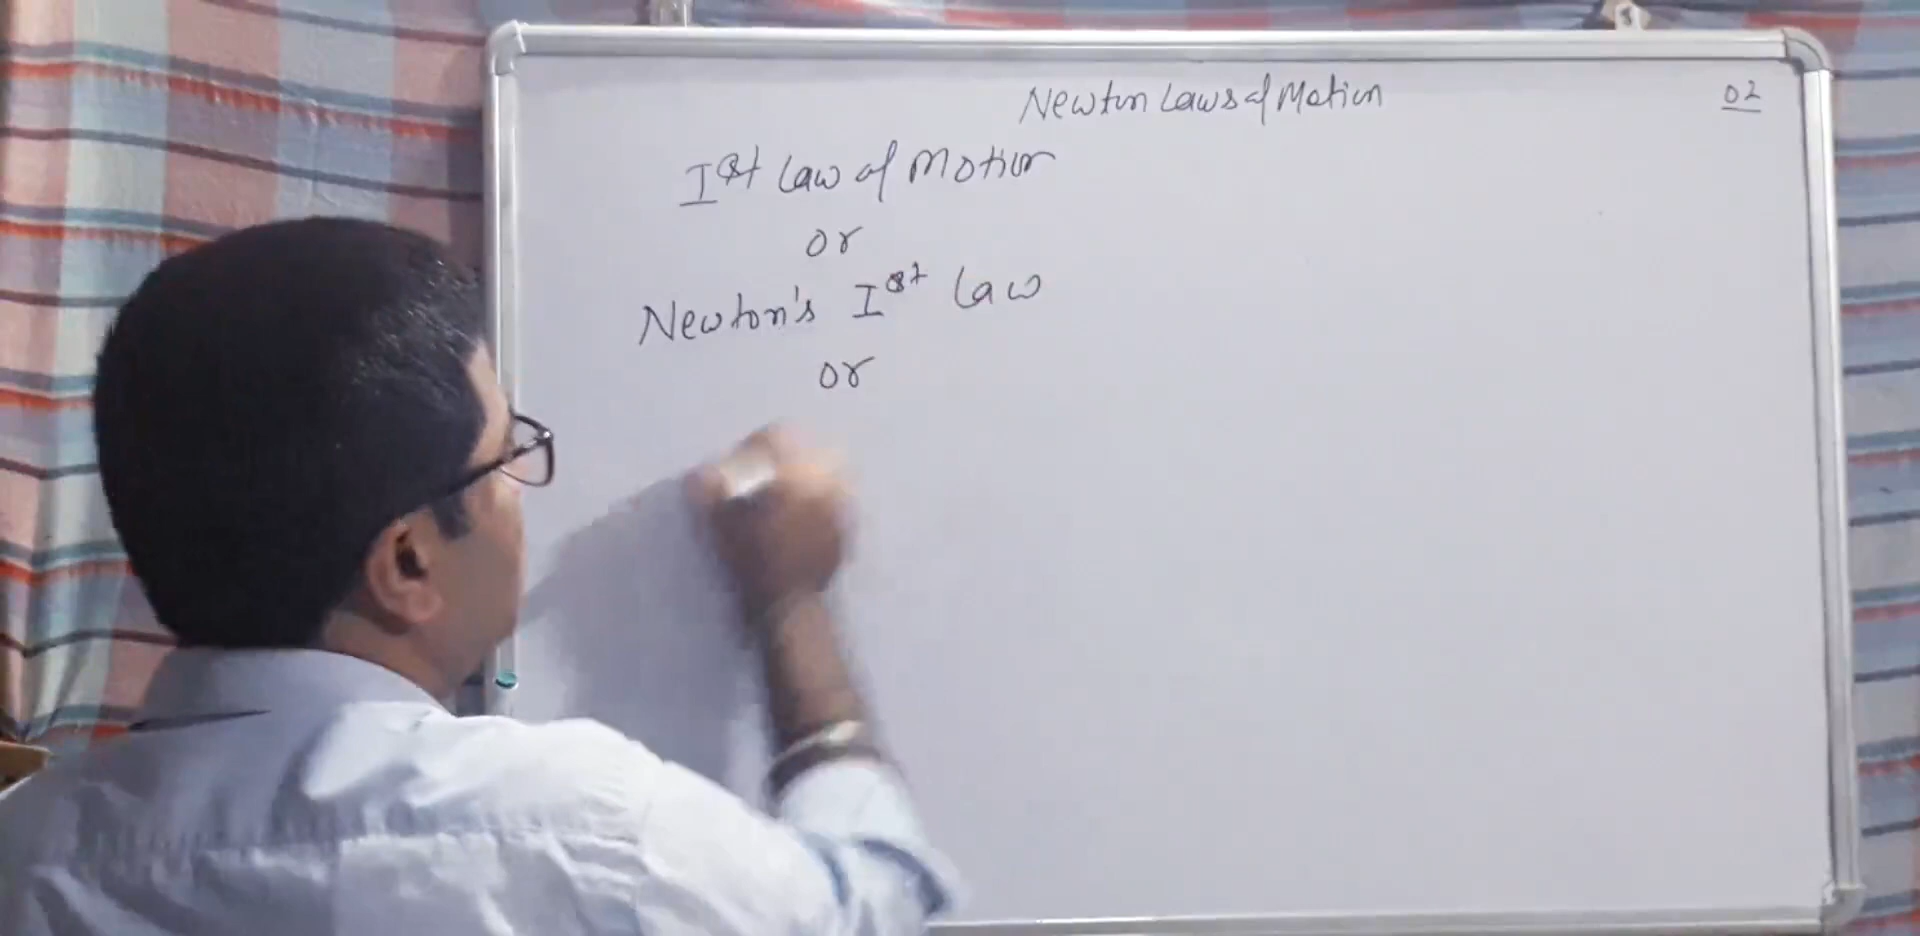 Newton Laws of Motion 02
Ist Law of Motion
or
Newton's Ist Law
or